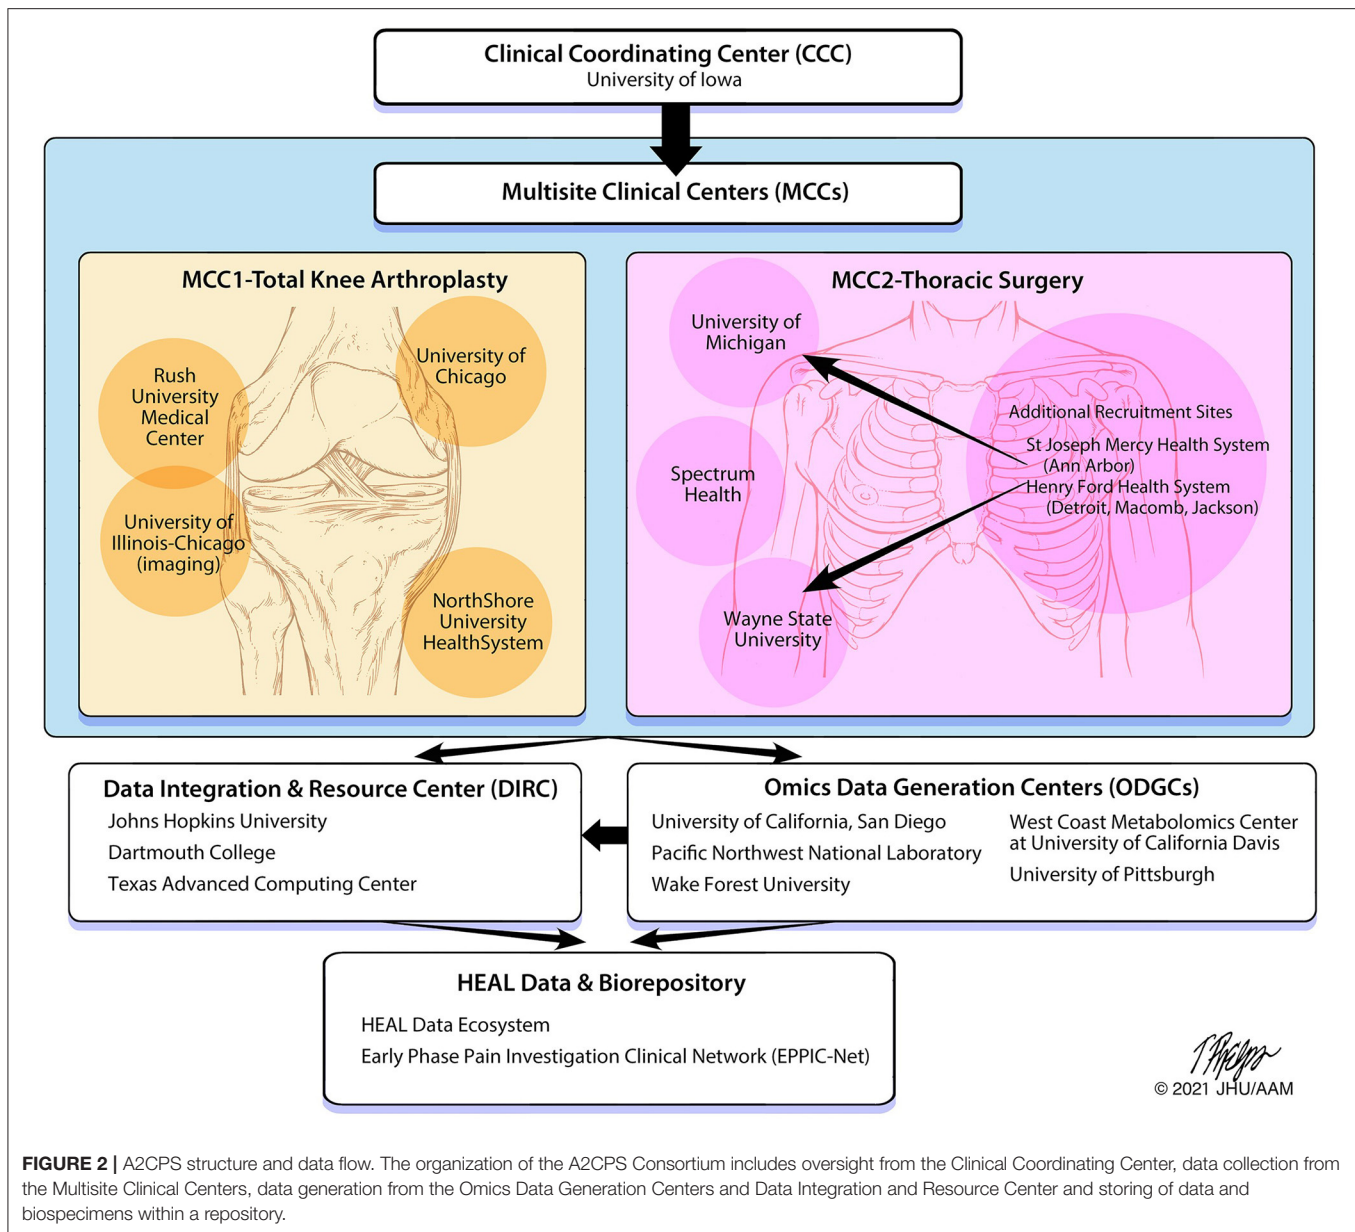 Clinical Coordinating Center (CCC)
University of Iowa
Multisite Clinical Centers (MCCs)
MCC1-Total Knee Arthroplasty
Rush
University
Medical
Center
University of
Chicago
University of
Illinois-Chicago
(imaging)
NorthShore
University
HealthSystem
MCC2-Thoracic Surgery
University of
Michigan
Spectrum
Health
Wayne State
University
Additional Recruitment Sites
St Joseph Mercy Health System
(Ann Arbor)
Henry Ford Health System
(Detroit, Macomb, Jackson)
Data Integration & Resource Center (DIRC)
Johns Hopkins University
Dartmouth College
Texas Advanced Computing Center
Omics Data Generation Centers (ODGCs)
University of California, San Diego
Pacific Northwest National Laboratory
Wake Forest University
West Coast Metabolomics Center
at University of California Davis
University of Pittsburgh
HEAL Data & Biorepository
HEAL Data Ecosystem
Early Phase Pain Investigation Clinical Network (EPPIC-Net)
© 2021 JHU/AAM
FIGURE 2 | A2CPS structure and data flow. The organization of the A2CPS Consortium includes oversight from the Clinical Coordinating Center, data collection from
the Multisite Clinical Centers, data generation from the Omics Data Generation Centers and Data Integration and Resource Center and storing of data and
biospecimens within a repository.